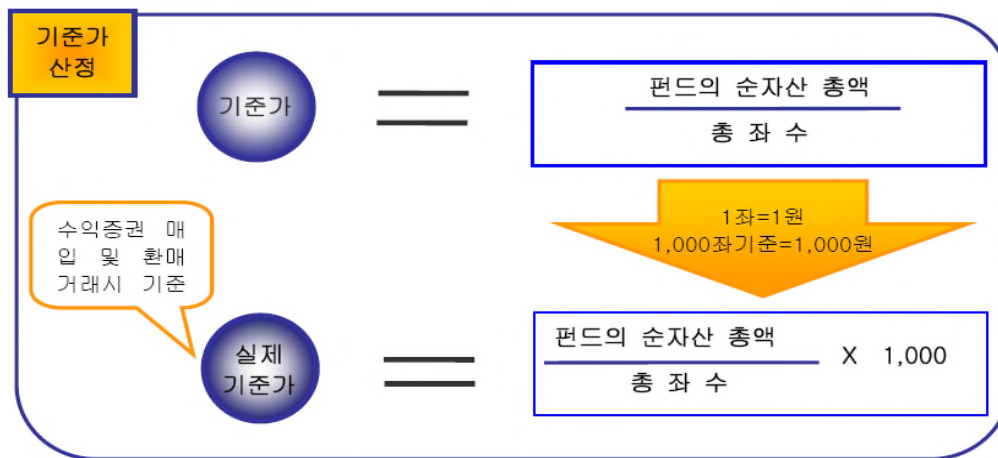 기준가
산정
기준가
펀드의 순자산 총액
총 좌 수
1좌=1원
1,000좌기준=1,000원
수익증권 매
입 및 환매
거래시 기준
실제
기준가
펀드의 순자산 총액
총 좌 수
X 1,000